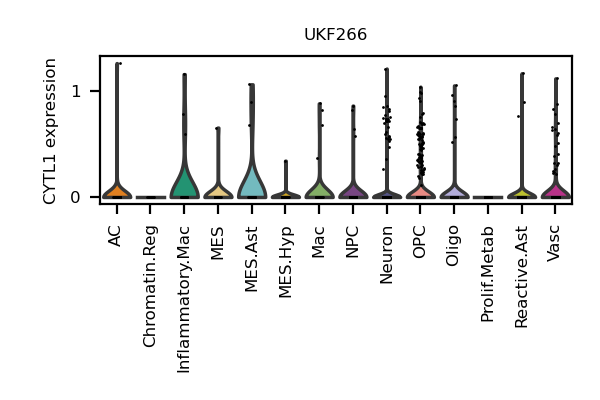 UKF266
CYTL1 expression
1
0
AC
Chromatin.Reg
Inflammatory.Mac
MES
MES.Ast
MES.Hyp
Mac
NPC
Neuron
OPC
Oligo
Prolif.Metab
Reactive.Ast
Vasc